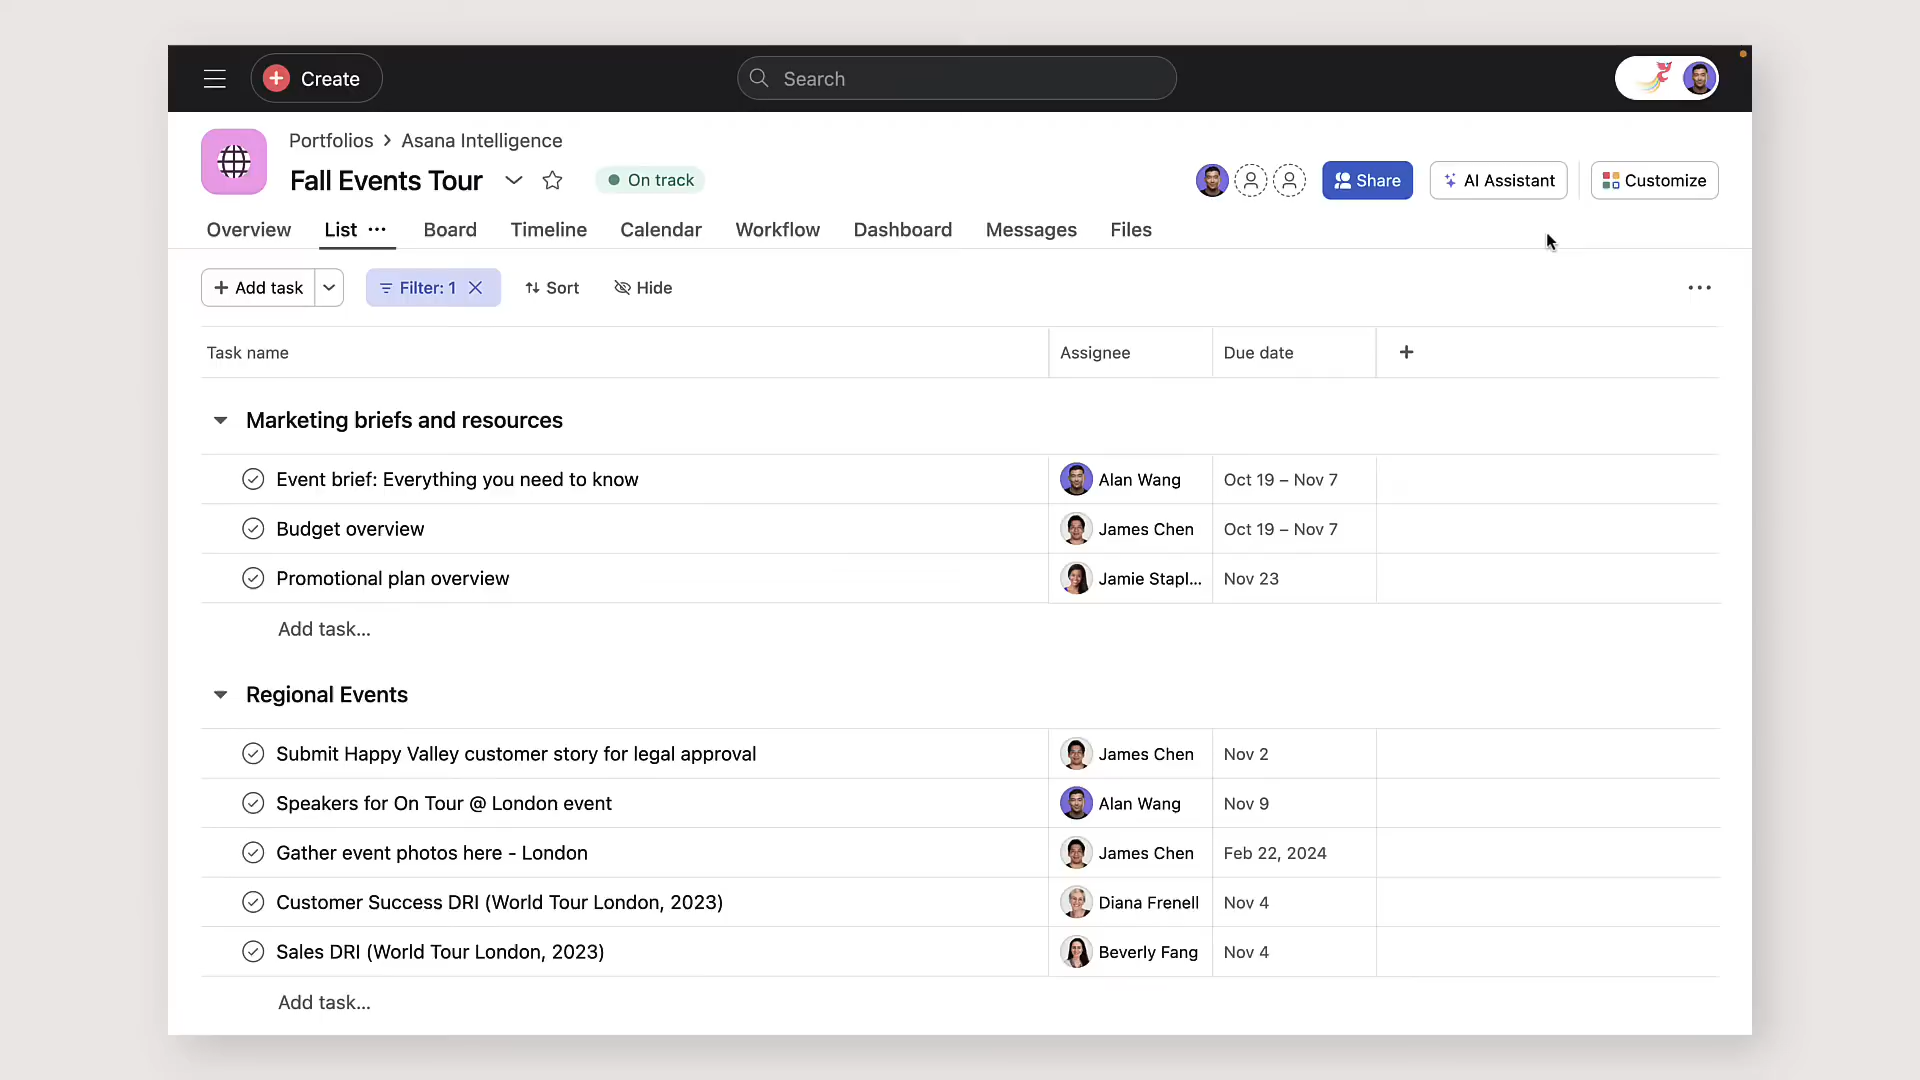 Create
Search
Portfolios > Asana Intelligence
Fall Events Tour
On track
Share
AI Assistant
Customize
Overview
List
Board
Timeline
Calendar
Workflow
Dashboard
Messages
Files
+ Add task
Filter: 1
Sort
Hide
Task name Assignee Due date +
Marketing briefs and resources
Event brief: Everything you need to know Alan Wang Oct 19 – Nov 7
Budget overview James Chen Oct 19 – Nov 7
Promotional plan overview Jamie Stapl... Nov 23
Add task...
Regional Events
Submit Happy Valley customer story for legal approval James Chen Nov 2
Speakers for On Tour @ London event Alan Wang Nov 9
Gather event photos here - London James Chen Feb 22, 2024
Customer Success DRI (World Tour London, 2023) Diana Frenell Nov 4
Sales DRI (World Tour London, 2023) Beverly Fang Nov 4
Add task...